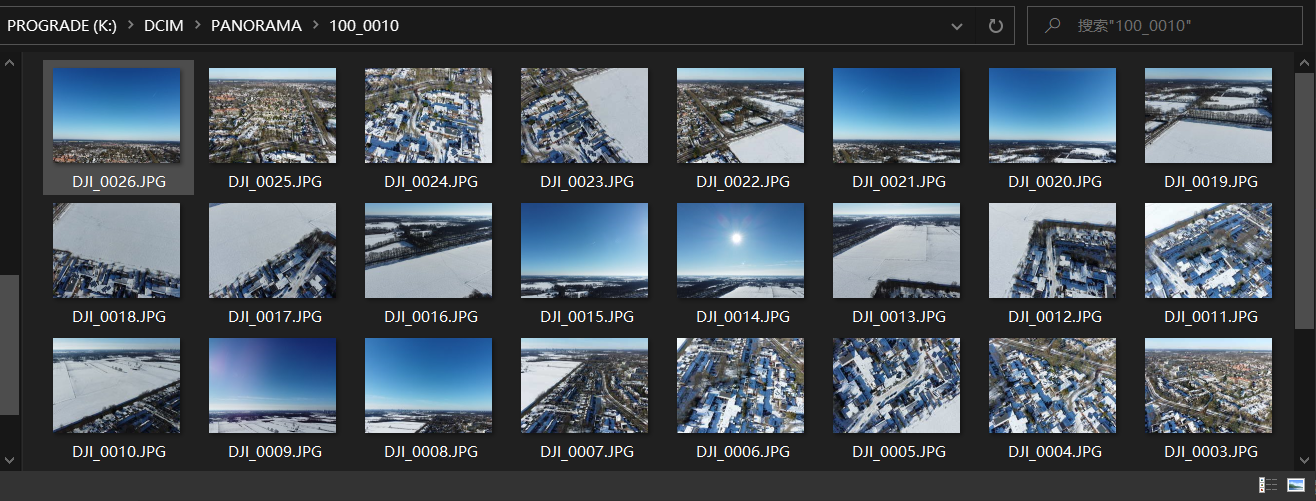 PROGRADE (K:) > DCIM > PANORAMA > 100_0010
搜索"100_0010"
DJI_0026.JPG DJI_0025.JPG DJI_0024.JPG DJI_0023.JPG DJI_0022.JPG DJI_0021.JPG DJI_0020.JPG DJI_0019.JPG
DJI_0018.JPG DJI_0017.JPG DJI_0016.JPG DJI_0015.JPG DJI_0014.JPG DJI_0013.JPG DJI_0012.JPG DJI_0011.JPG
DJI_0010.JPG DJI_0009.JPG DJI_0008.JPG DJI_0007.JPG DJI_0006.JPG DJI_0005.JPG DJI_0004.JPG DJI_0003.JPG